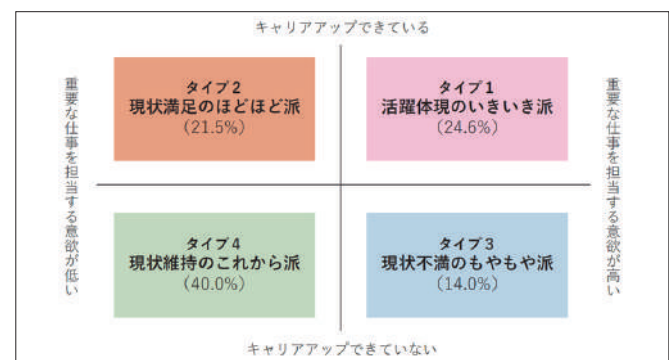 キャリアアップできている
重要な仕事を担当する意欲が低い
タイプ2
現状満足のほどほど派
(21.5%)
タイプ1
活躍体現のいきいき派
(24.6%)
重要な仕事を担当する意欲が高い
タイプ4
現状維持のこれから派
(40.0%)
タイプ3
現状不満のもやもや派
(14.0%)
キャリアアップできていない